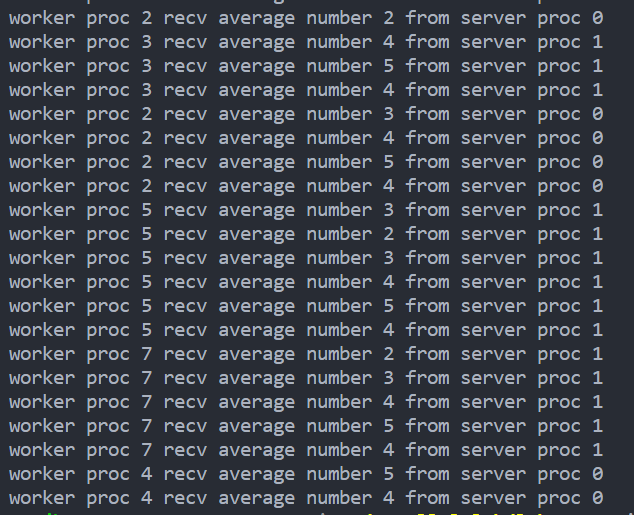 worker proc 2 recv average number 2 from server proc 0
worker proc 3 recv average number 4 from server proc 1
worker proc 3 recv average number 5 from server proc 1
worker proc 3 recv average number 4 from server proc 1
worker proc 2 recv average number 3 from server proc 0
worker proc 2 recv average number 4 from server proc 0
worker proc 2 recv average number 5 from server proc 0
worker proc 2 recv average number 4 from server proc 0
worker proc 5 recv average number 3 from server proc 1
worker proc 5 recv average number 2 from server proc 1
worker proc 5 recv average number 3 from server proc 1
worker proc 5 recv average number 4 from server proc 1
worker proc 5 recv average number 5 from server proc 1
worker proc 5 recv average number 4 from server proc 1
worker proc 7 recv average number 2 from server proc 1
worker proc 7 recv average number 3 from server proc 1
worker proc 7 recv average number 4 from server proc 1
worker proc 7 recv average number 5 from server proc 1
worker proc 7 recv average number 4 from server proc 1
worker proc 4 recv average number 5 from server proc 0
worker proc 4 recv average number 4 from server proc 0